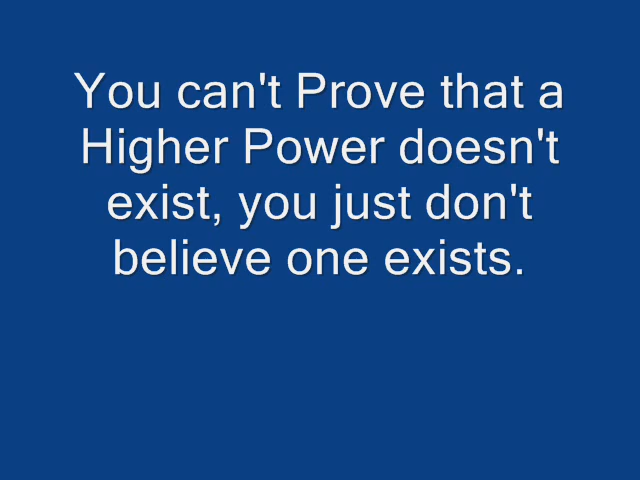 You can't Prove that a
Higher Power doesn't
exist, you just don't
believe one exists.